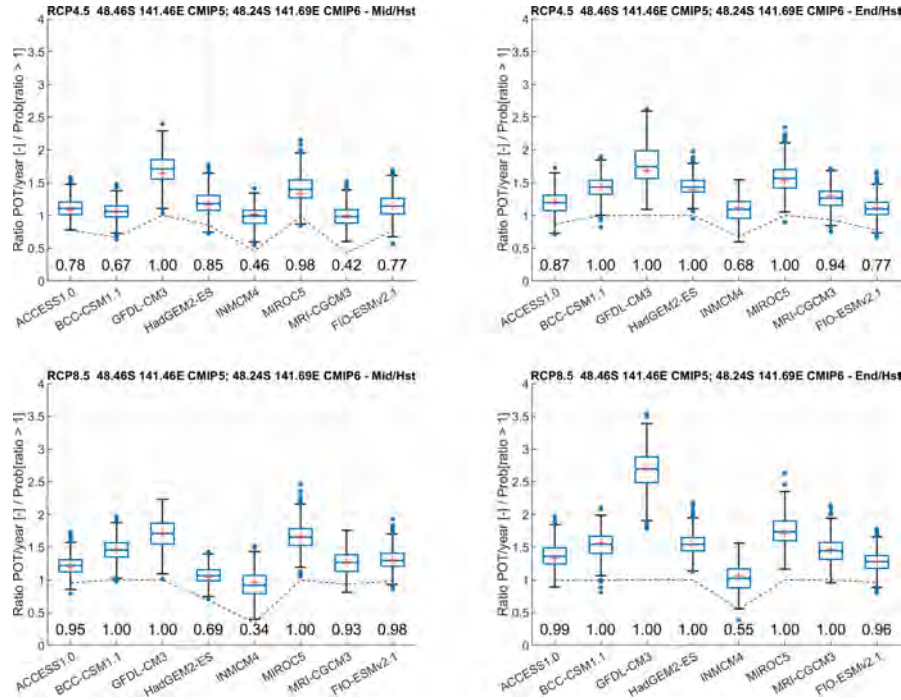 RCP4.5 48.46S 141.46E CMIP5; 48.24S 141.69E CMIP6 - Mid/Hst
Ratio POT/year [-] / Prob[ratio > 1]
4
3.5
3
2.5
2
1.5
1
0.5
0
0.78 0.67 1.00 0.85 0.46 0.98 0.42 0.77
ACCESS1.0 BCC-CSM1.1 GFDL-CM3 HadGEM2-ES INMCM4 MIROC5 MRI-CGCM3 FIO-ESMv2.1
RCP4.5 48.46S 141.46E CMIP5; 48.24S 141.69E CMIP6 - End/Hst
Ratio POT/year [-] / Prob[ratio > 1]
4
3.5
3
2.5
2
1.5
1
0.5
0
0.87 1.00 1.00 1.00 0.68 1.00 0.94 0.77
ACCESS1.0 BCC-CSM1.1 GFDL-CM3 HadGEM2-ES INMCM4 MIROC5 MRI-CGCM3 FIO-ESMv2.1
RCP8.5 48.46S 141.46E CMIP5; 48.24S 141.69E CMIP6 - Mid/Hst
Ratio POT/year [-] / Prob[ratio > 1]
4
3.5
3
2.5
2
1.5
1
0.5
0
0.95 1.00 1.00 0.69 0.34 1.00 0.93 0.98
ACCESS1.0 BCC-CSM1.1 GFDL-CM3 HadGEM2-ES INMCM4 MIROC5 MRI-CGCM3 FIO-ESMv2.1
RCP8.5 48.46S 141.46E CMIP5; 48.24S 141.69E CMIP6 - End/Hst
Ratio POT/year [-] / Prob[ratio > 1]
4
3.5
3
2.5
2
1.5
1
0.5
0
0.99 1.00 1.00 1.00 0.55 1.00 1.00 0.96
ACCESS1.0 BCC-CSM1.1 GFDL-CM3 HadGEM2-ES INMCM4 MIROC5 MRI-CGCM3 FIO-ESMv2.1